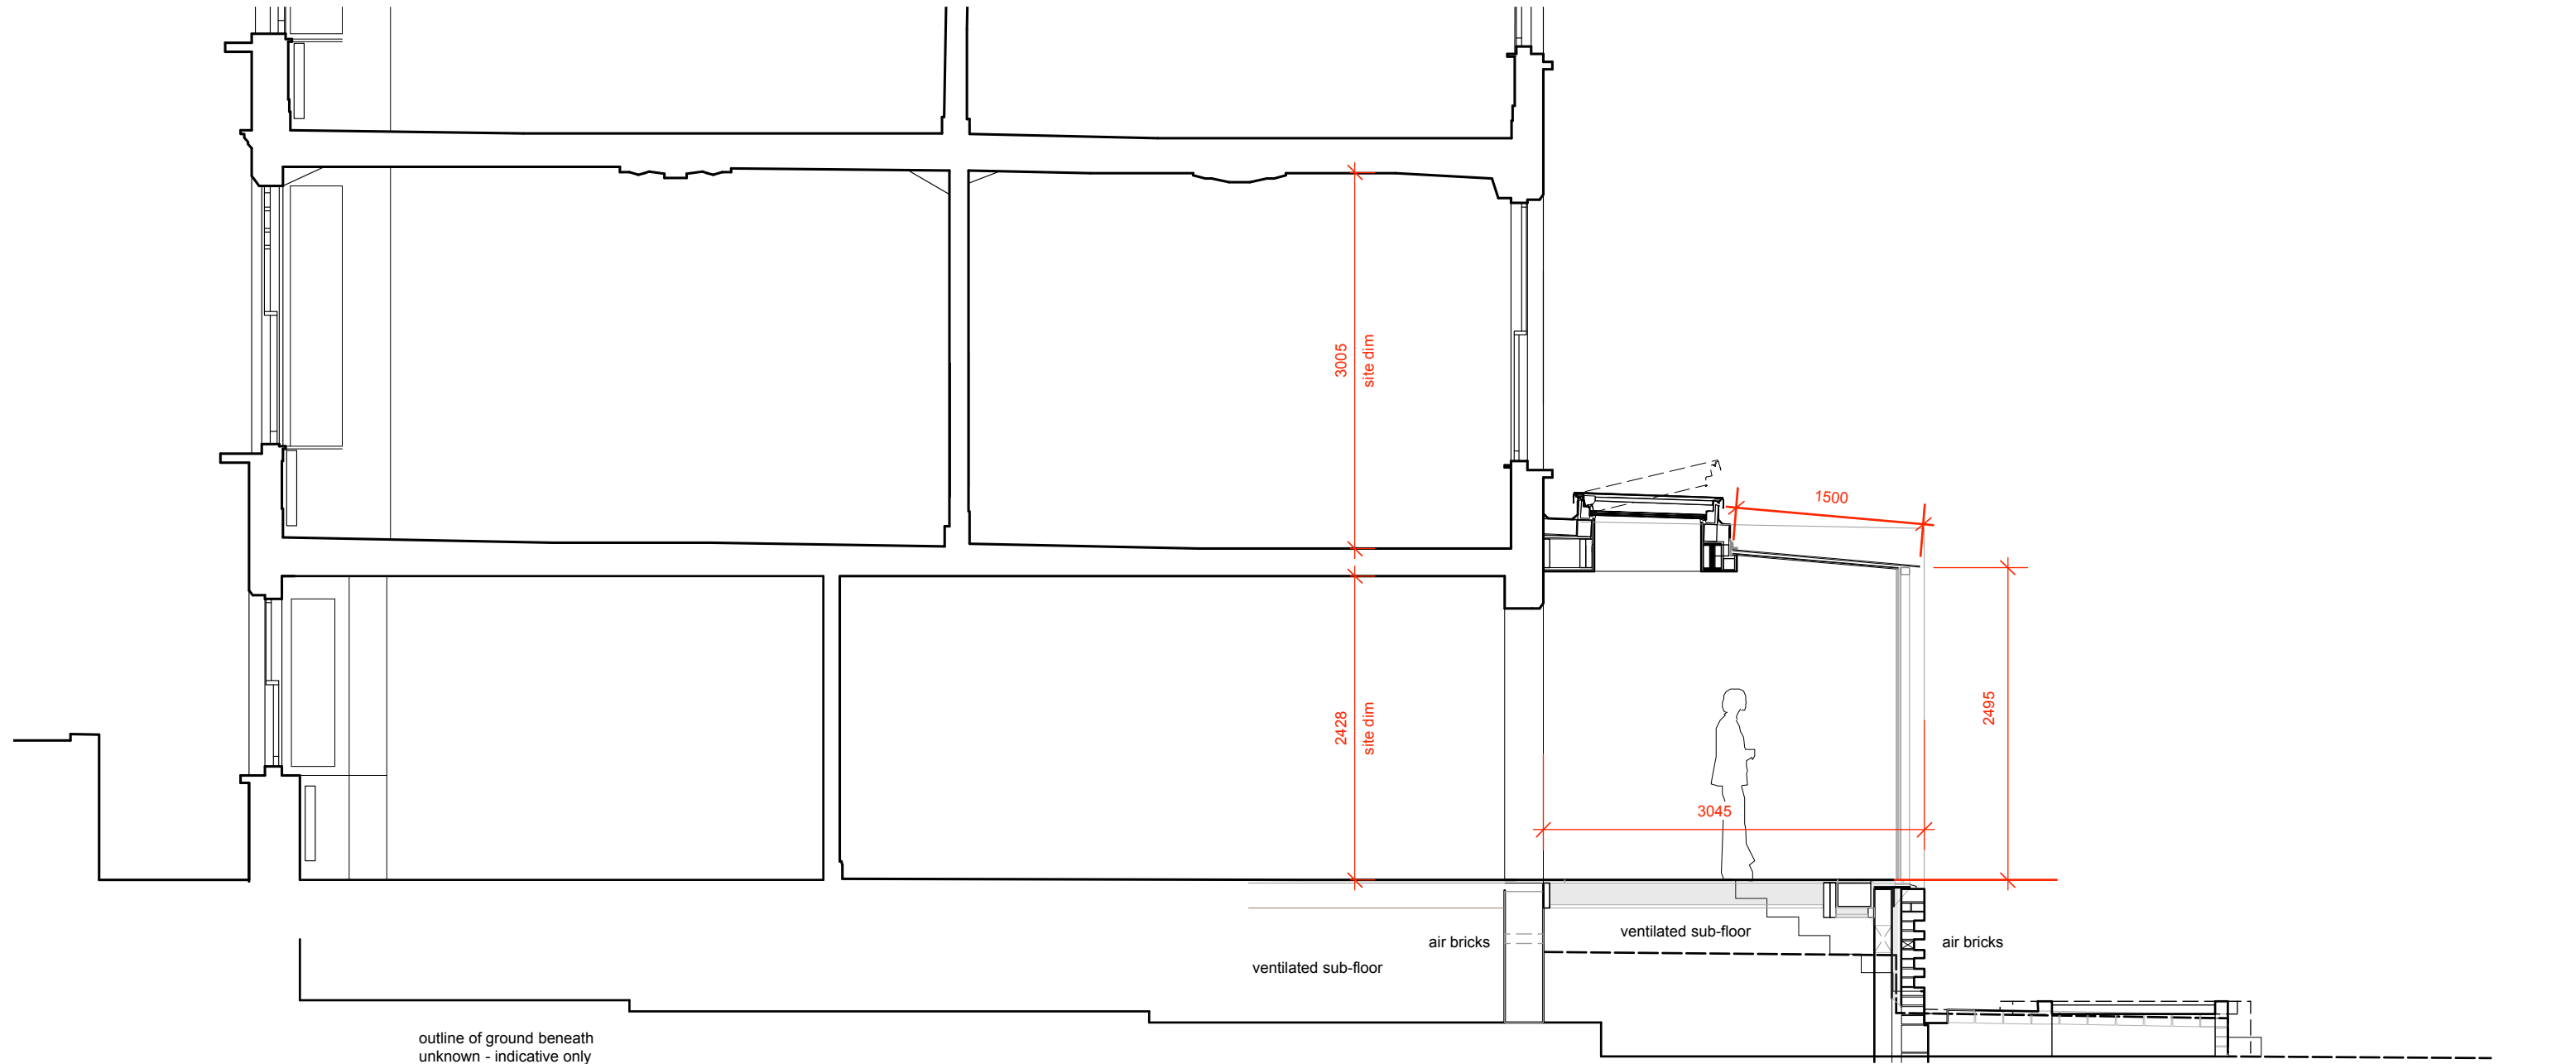 3005
site dim
1500
2428
site dim
2495
3045
air bricks
ventilated sub-floor
air bricks
ventilated sub-floor
outline of ground beneath
unknown - indicative only